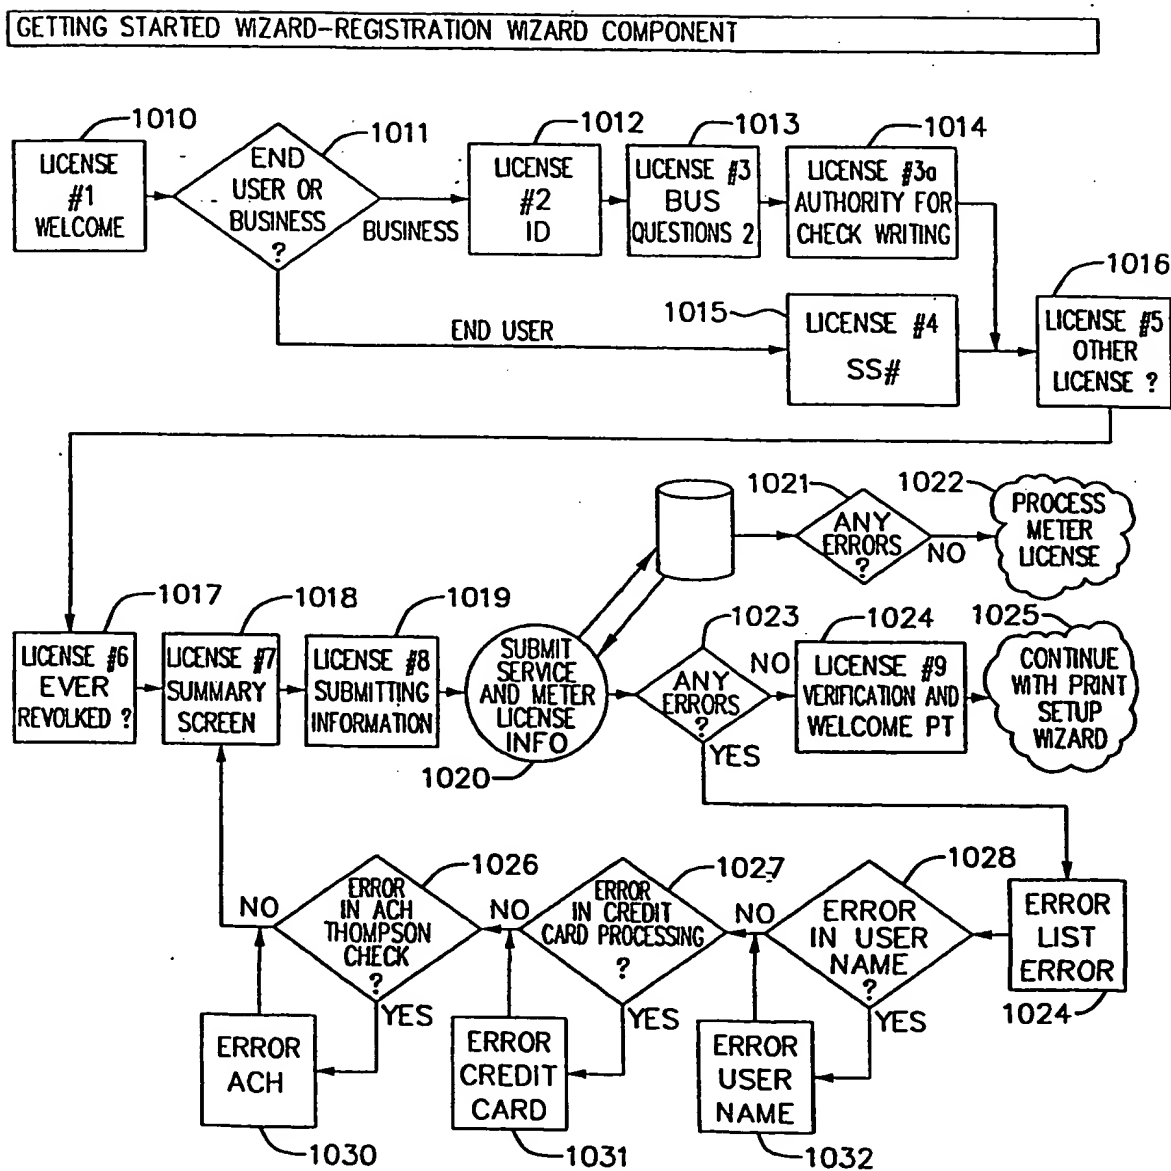 GETTING STARTED WIZARD-REGISTRATION WIZARD COMPONENT
1010
LICENSE
#1
WELCOME
1011
END
USER OR
BUSINESS
?
BUSINESS
END USER
1012
LICENSE
#2
ID
1013
LICENSE #3
BUS
QUESTIONS 2
1014
LICENSE #3a
AUTHORITY FOR
CHECK WRITING
1015
LICENSE #4
SS#
1016
LICENSE #5
OTHER
LICENSE ?
1017
LICENSE #6
EVER
REVOLKED ?
1018
LICENSE #7
SUMMARY
SCREEN
1019
LICENSE #8
SUBMITTING
INFORMATION
SUBMIT
SERVICE
AND METER
LICENSE
INFO
1020
1021
ANY
ERRORS
?
NO
1022
PROCESS
METER
LICENSE
1023
ANY
ERRORS
?
NO
YES
1024
LICENSE #9
VERIFICATION AND
WELCOME PT
1025
CONTINUE
WITH PRINT
SETUP
WIZARD
ERROR
LIST
ERROR
1024
1028
ERROR
IN USER
NAME
?
NO
YES
1027
ERROR
IN CREDIT
CARD PROCESSING
?
NO
YES
1026
ERROR
IN ACH
THOMPSON
CHECK
?
NO
YES
ERROR
ACH
1030
ERROR
CREDIT
CARD
1031
ERROR
USER
NAME
1032